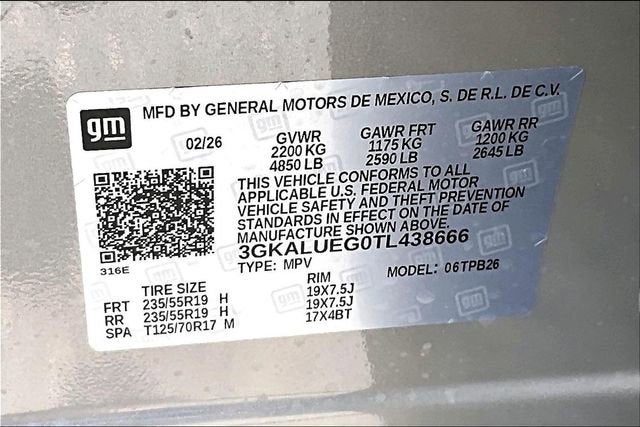 gm
MFD BY GENERAL MOTORS DE MEXICO, S. DE R.L. DE C.V.
02/26 GVWR GAWR FRT GAWR RR
2200 KG 1175 KG 1200 KG
4850 LB 2590 LB 2645 LB
THIS VEHICLE CONFORMS TO ALL
APPLICABLE U.S. FEDERAL MOTOR
VEHICLE SAFETY AND THEFT PREVENTION
STANDARDS IN EFFECT ON THE DATE OF
MANUFACTURE SHOWN ABOVE.
3GKALUEG0TL438666
316E
TYPE: MPV MODEL: 06TPB26
TIRE SIZE RIM
FRT 235/55R19 H 19X7.5J
RR 235/55R19 H 19X7.5J
SPA T125/70R17 M 17X4BT